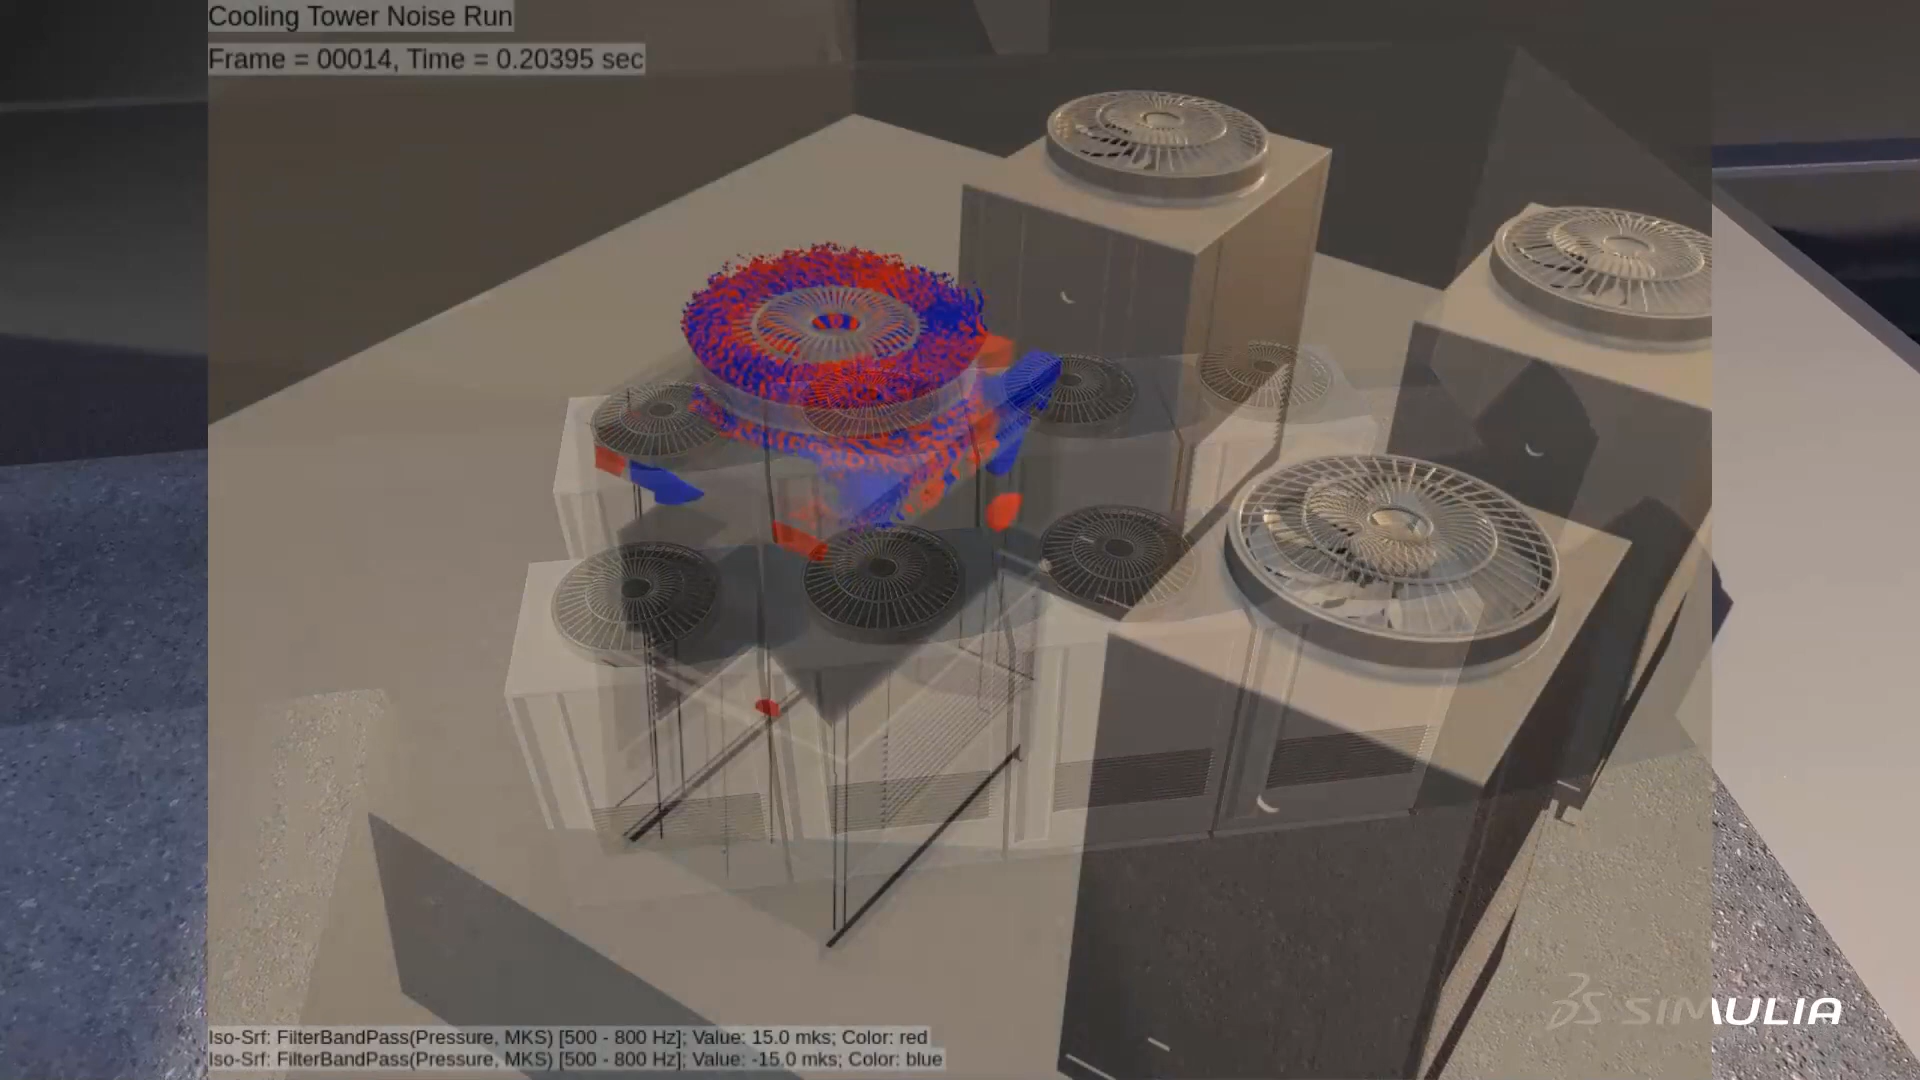 Cooling Tower Noise Run
Frame = 00014, Time = 0.20395 sec
Iso-Srf: FilterBandPass(Pressure, MKS) [500 - 800 Hz]; Value: 15.0 mks; Color: red
Iso-Srf: FilterBandPass(Pressure, MKS) [500 - 800 Hz]; Value: -15.0 mks; Color: blue
SIMULIA